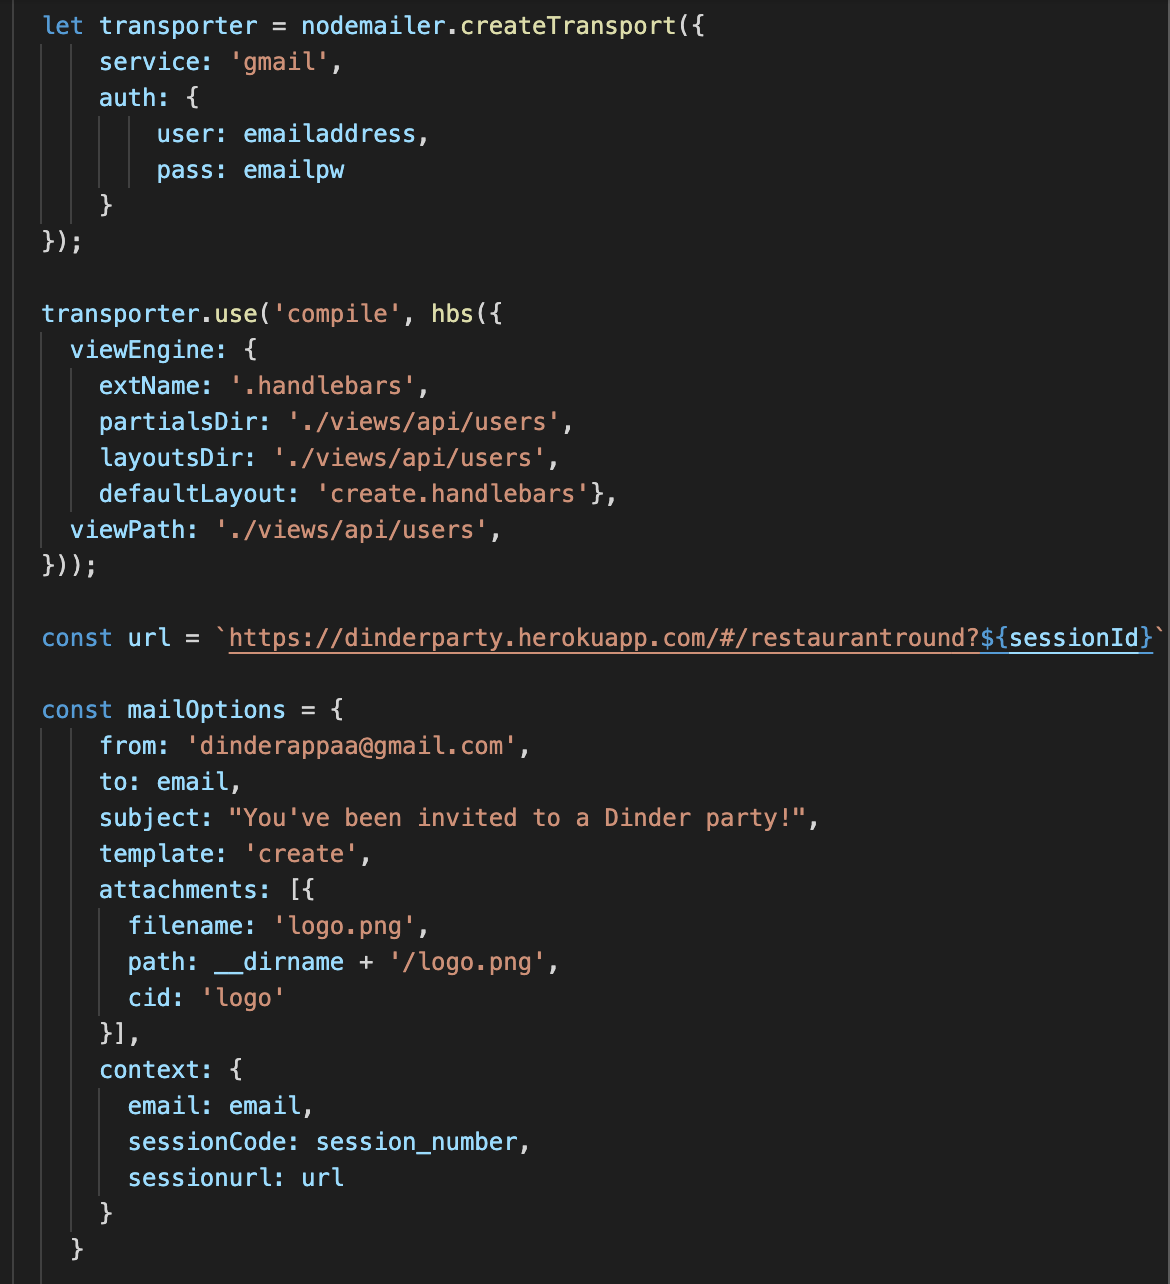 let transporter = nodemailer.createTransport({
service: 'gmail',
auth: {
user: emailaddress,
pass: emailpw
}
});
transporter.use('compile', hbs({
viewEngine: {
extName: '.handlebars',
partialsDir: './views/api/users',
layoutsDir: './views/api/users',
defaultLayout: 'create.handlebars'},
viewPath: './views/api/users',
}));
const url = `https://dinderparty.herokuapp.com/#/restaurantround?${sessionId}`
const mailOptions = {
from: 'dinderappaa@gmail.com',
to: email,
subject: "You've been invited to a Dinder party!",
template: 'create',
attachments: [{
filename: 'logo.png',
path: __dirname + '/logo.png',
cid: 'logo'
}],
context: {
email: email,
sessionCode: session_number,
sessionurl: url
}
}